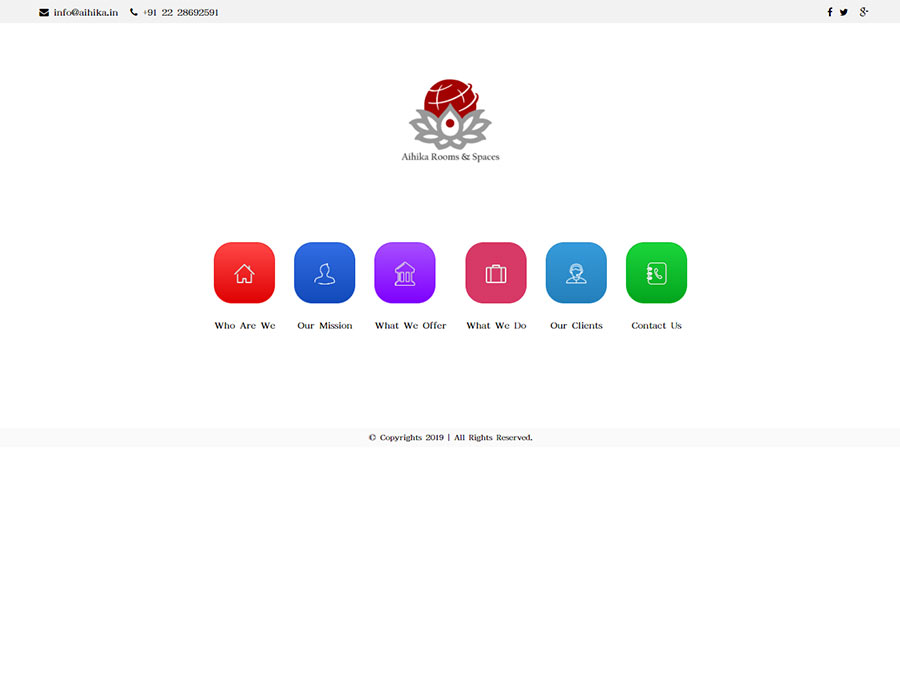 info@aihika.in +91 22 28692591
Aihika Rooms & Spaces
Who Are We Our Mission What We Offer What We Do Our Clients Contact Us
© Copyrights 2019 | All Rights Reserved.